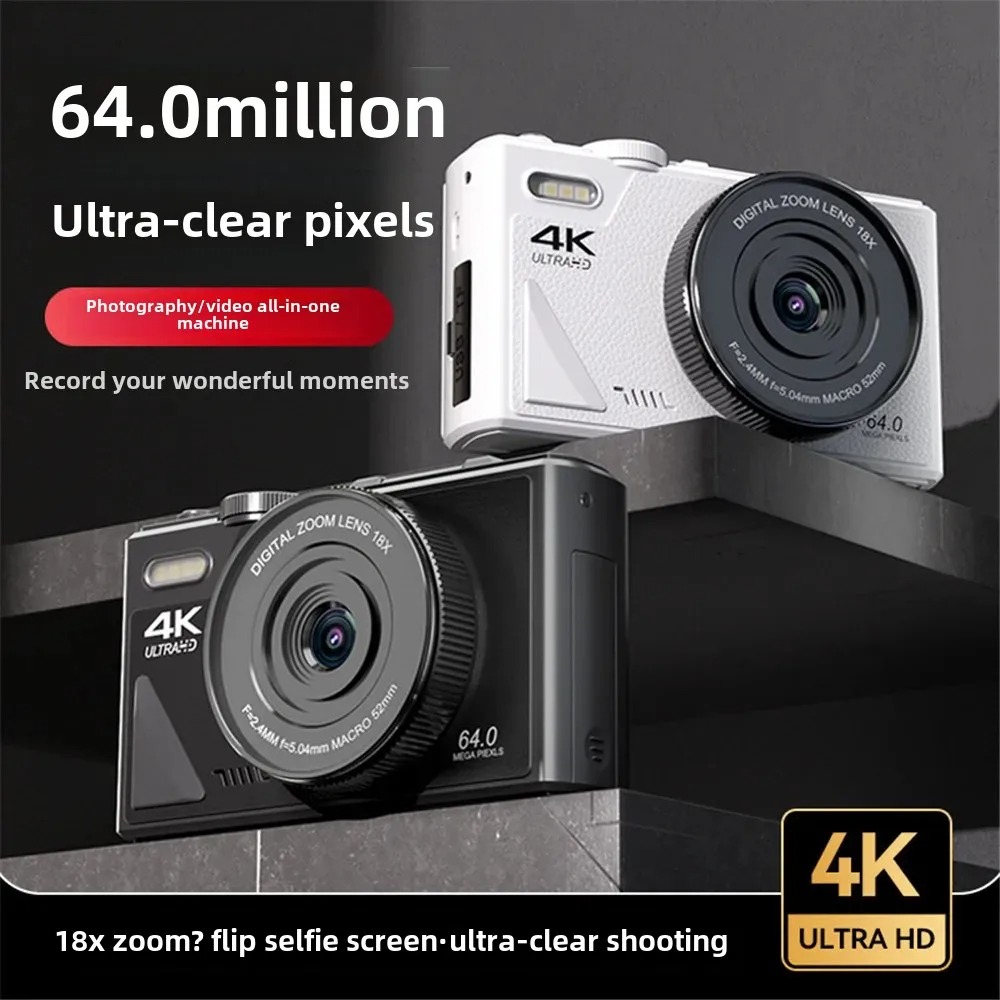 64.0million
Ultra-clear pixels
Photography/video all-in-one
machine
Record your wonderful moments
4K
ULTRA HD
DIGITAL ZOOM LENS 18X
F=2.4MM f=5.04mm MACRO 52mm
64.0
MEGA PIEXLS
DIGITAL ZOOM LENS 18X
4K
ULTRA HD
F=2.4MM f=5.04mm MACRO 52mm
64.0
MEGA PIEXLS
4K
ULTRA HD
18x zoom? flip selfie screen·ultra-clear shooting